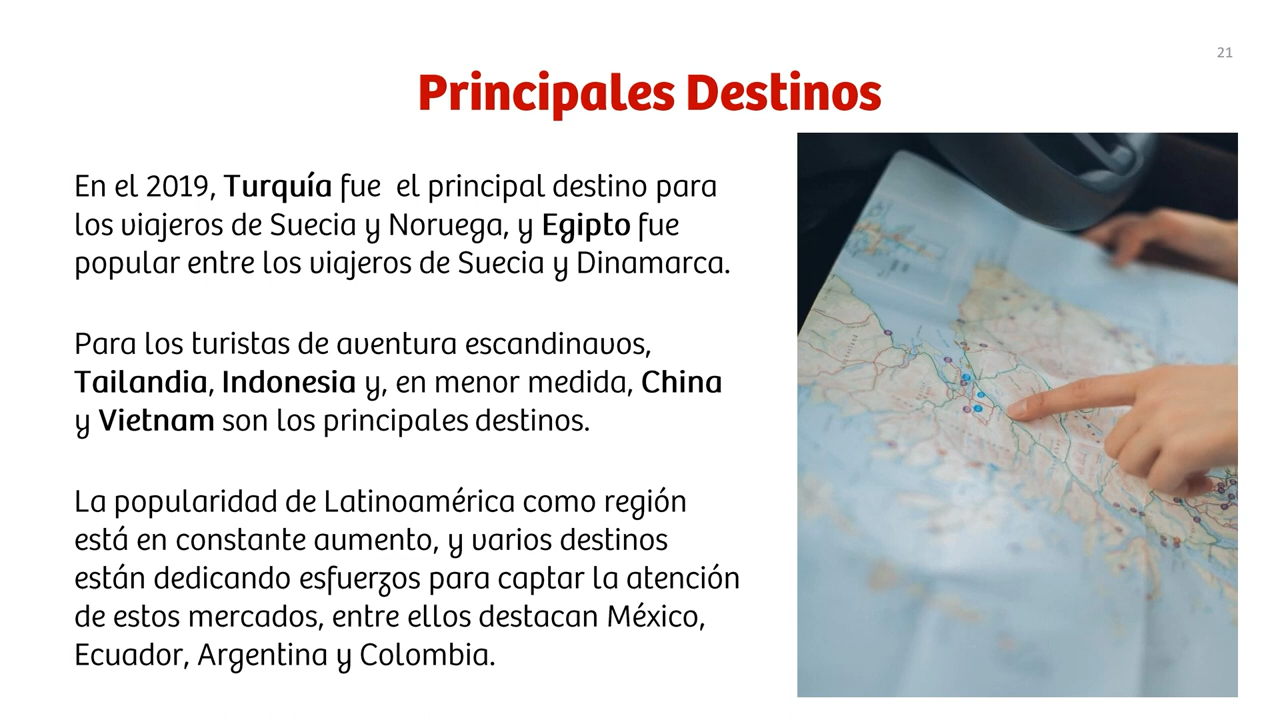 21
Principales Destinos
En el 2019, Turquía fue  el principal destino para
los viajeros de Suecia y Noruega, y Egipto fue
popular entre los viajeros de Suecia y Dinamarca.
Para los turistas de aventura escandinavos,
Tailandia, Indonesia y, en menor medida, China
y Vietnam son los principales destinos.
La popularidad de Latinoamérica como región
está en constante aumento, y varios destinos
están dedicando esfuerzos para captar la atención
de estos mercados, entre ellos destacan México,
Ecuador, Argentina y Colombia.